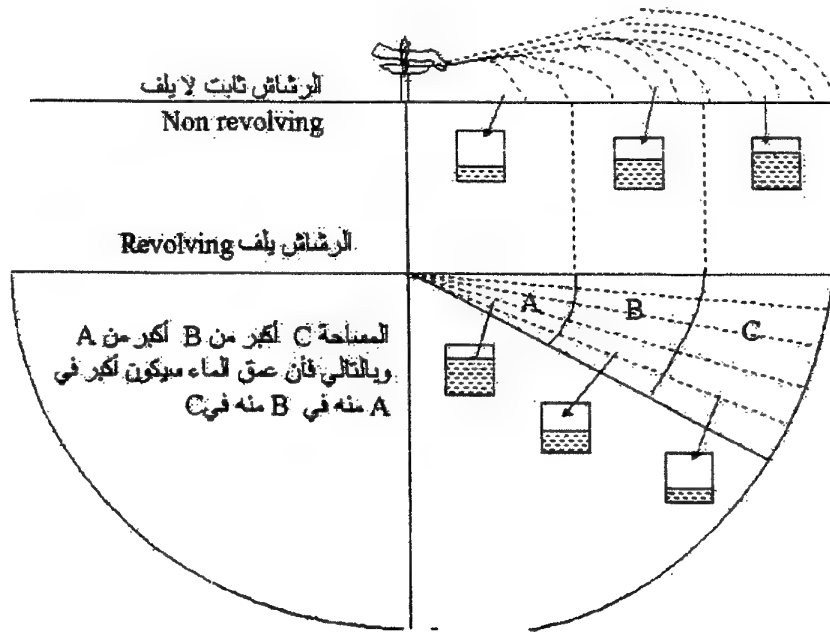 الرشاش ثابت لا يلف
Non revolving
الرشاش يلف Revolving
A
B
C
المساحة C أكبر من B أكبر من A
وبالتالي فأن عمق الماء سيكون أكبر في
A منه في B منه في C